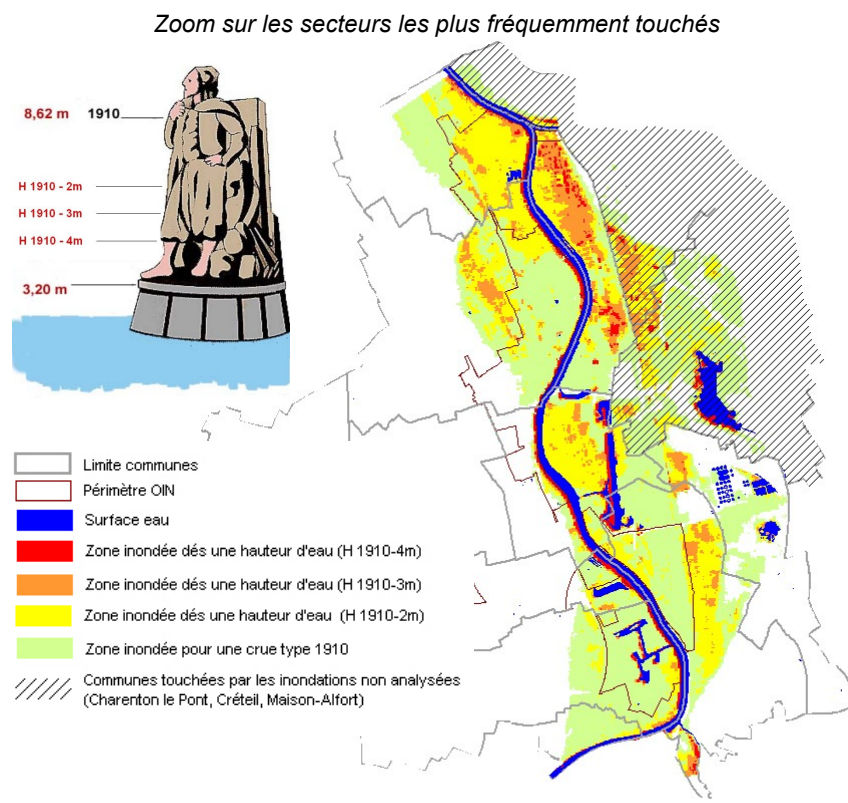 Zoom sur les secteurs les plus fréquemment touchés
8,62 m 1910
H 1910 - 2m
H 1910 - 3m
H 1910 - 4m
3,20 m
Limite communes
Périmètre OIN
Surface eau
Zone inondée dés une hauteur d'eau (H 1910-4m)
Zone inondée dés une hauteur d'eau (H 1910-3m)
Zone inondée dés une hauteur d'eau (H 1910-2m)
Zone inondée pour une crue type 1910
Communes touchées par les inondations non analysées
(Charenton le Pont, Créteil, Maison-Alfort)